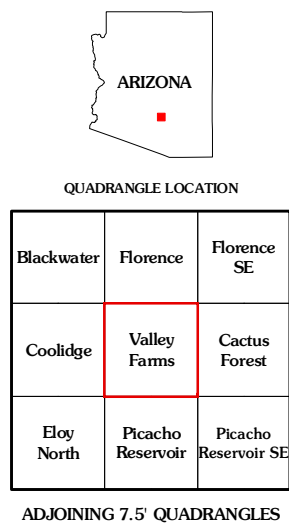 ARIZONA
QUADRANGLE LOCATION
Blackwater
Florence
Florence
SE
Coolidge
Valley
Farms
Cactus
Forest
Eloy
North
Picacho
Reservoir
Picacho
Reservoir SE
ADJOINING 7.5' QUADRANGLES